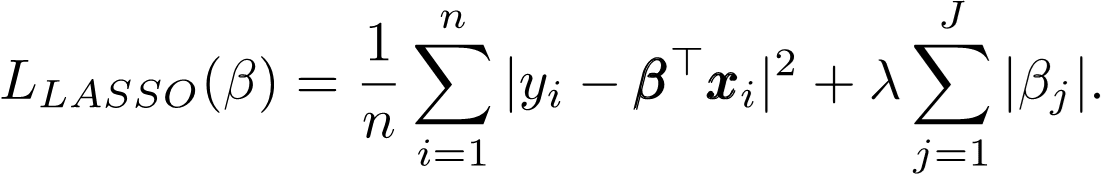 L_{LASSO}(\beta) = \frac{1}{n} \sum_{i=1}^{n} |y_i - \boldsymbol{\beta}^\top \boldsymbol{x}_i|^2 + \lambda \sum_{j=1}^{J} |\beta_j|.